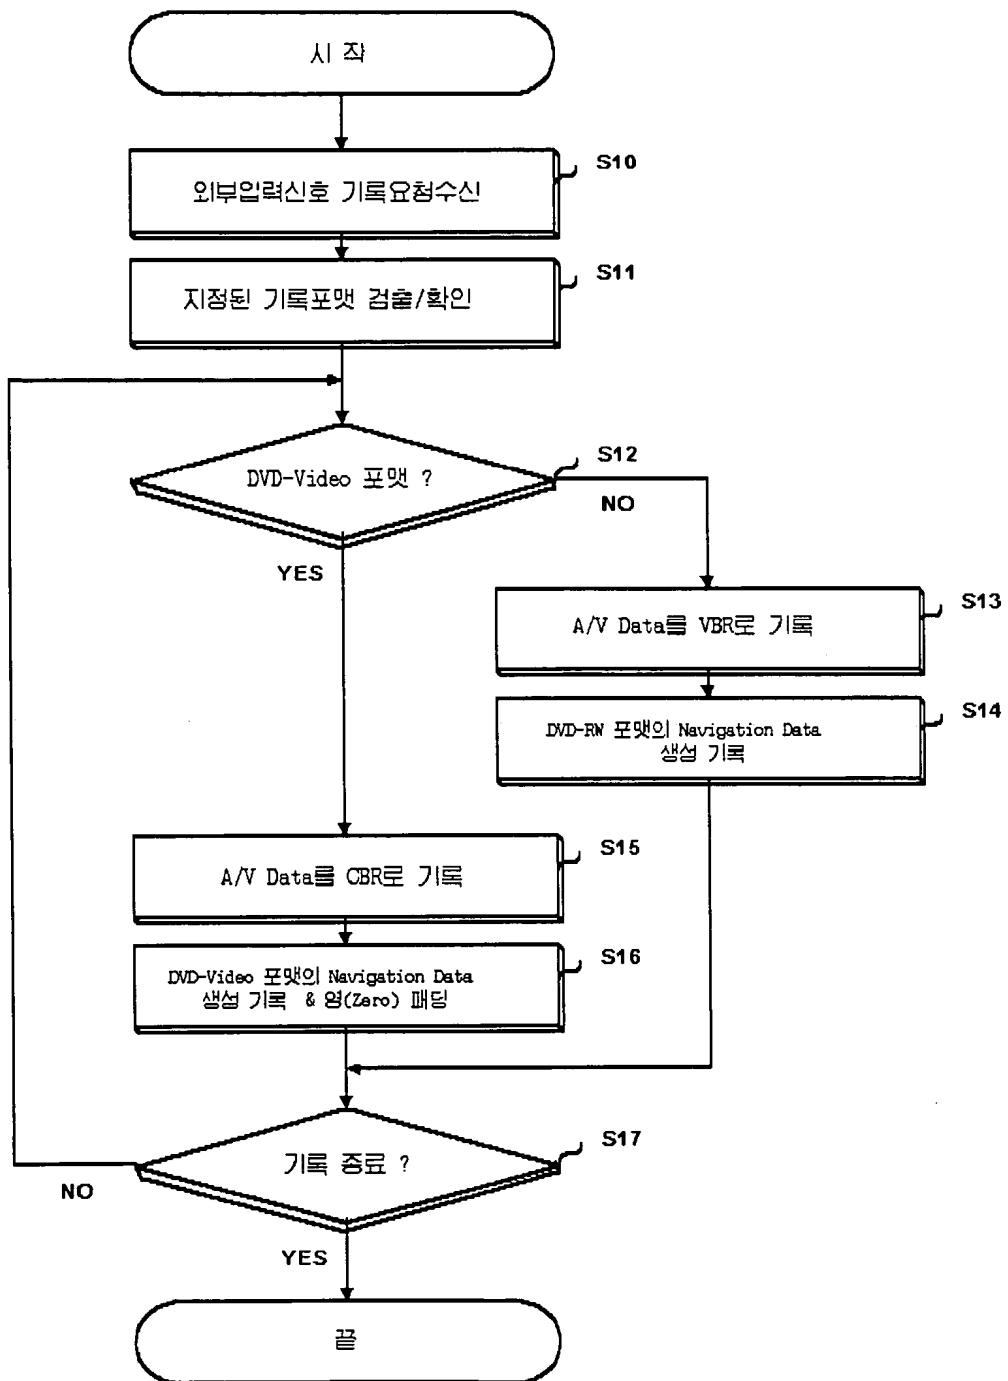 시 작
S10
외부입력신호 기록요청수신
S11
지정된 기록포맷 검출/확인
S12
DVD-Video 포맷 ?
NO
YES
S13
A/V Data를 VBR로 기록
S14
DVD-RW 포맷의 Navigation Data
생성 기록
S15
A/V Data를 CBR로 기록
S16
DVD-Video 포맷의 Navigation Data
생성 기록 & 영(Zero) 패딩
S17
기록 종료 ?
NO
YES
끝